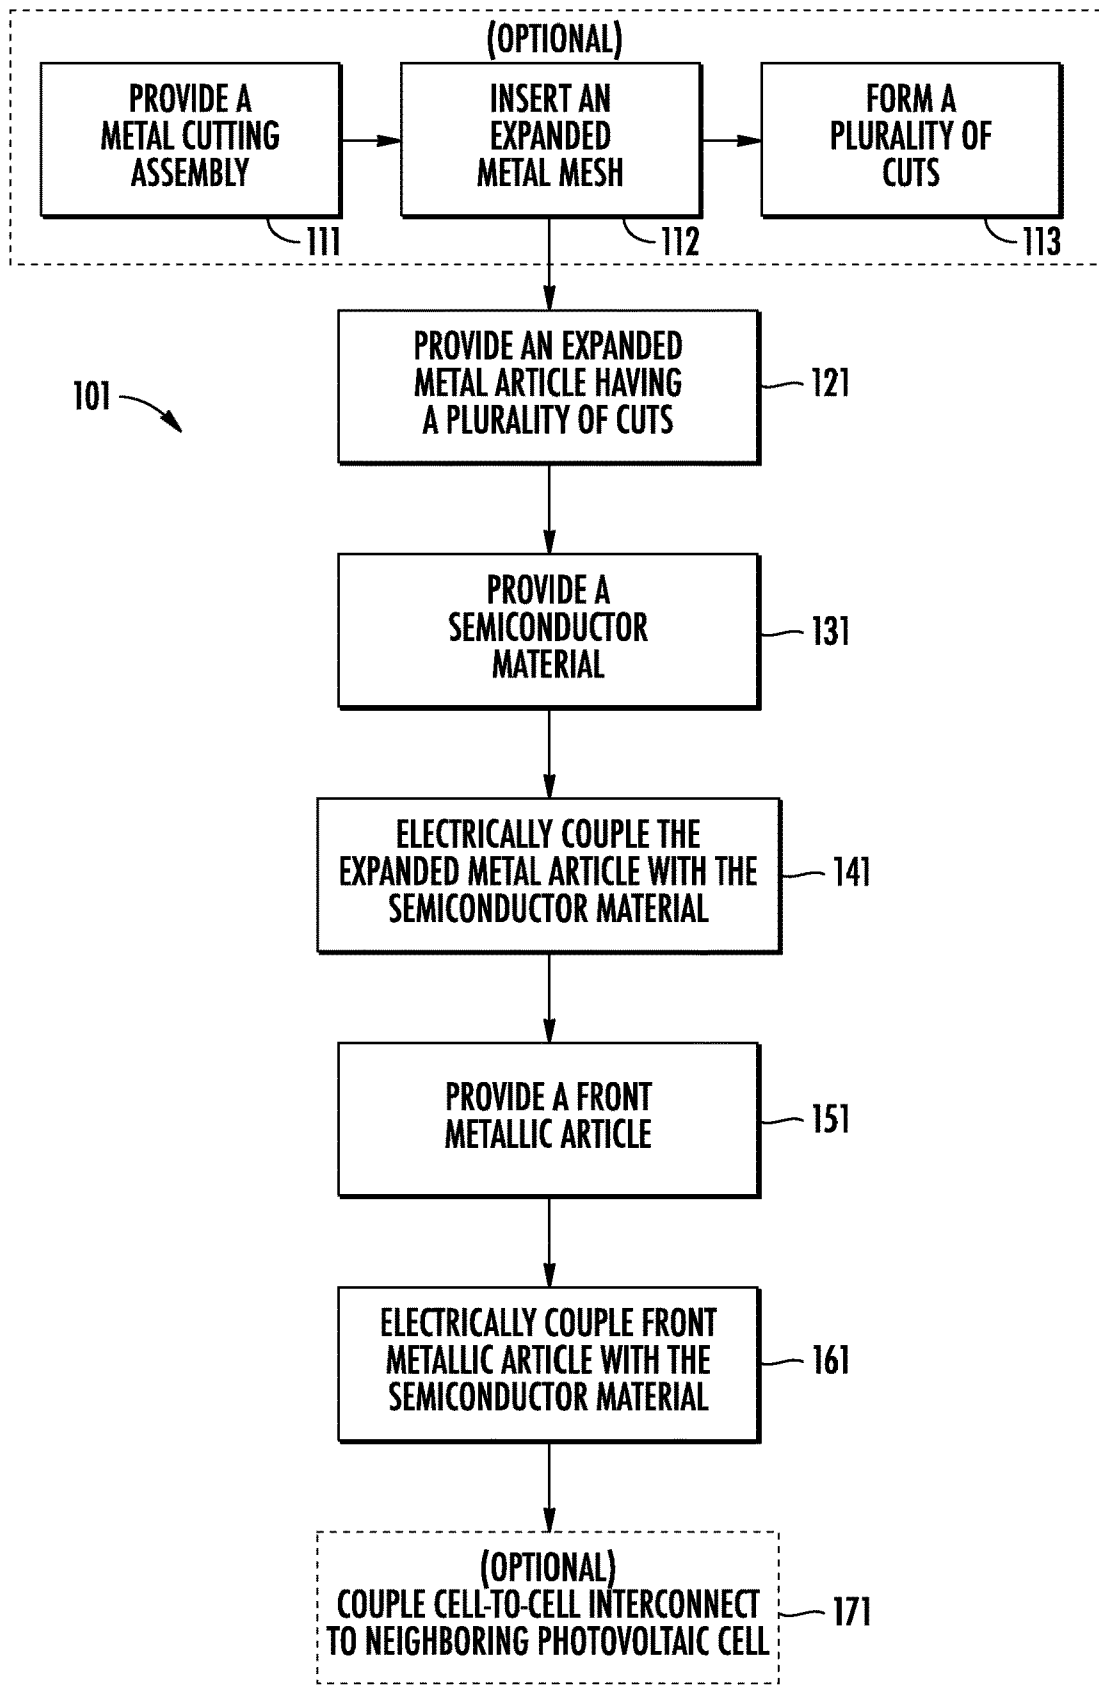 (OPTIONAL)
PROVIDE A
METAL CUTTING
ASSEMBLY
111
INSERT AN
EXPANDED
METAL MESH
112
FORM A
PLURALITY OF
CUTS
113
101
PROVIDE AN EXPANDED
METAL ARTICLE HAVING
A PLURALITY OF CUTS
121
PROVIDE A
SEMICONDUCTOR
MATERIAL
131
ELECTRICALLY COUPLE THE
EXPANDED METAL ARTICLE WITH THE
SEMICONDUCTOR MATERIAL
141
PROVIDE A FRONT
METALLIC ARTICLE
151
ELECTRICALLY COUPLE FRONT
METALLIC ARTICLE WITH THE
SEMICONDUCTOR MATERIAL
161
(OPTIONAL)
COUPLE CELL-TO-CELL INTERCONNECT
TO NEIGHBORING PHOTOVOLTAIC CELL
171